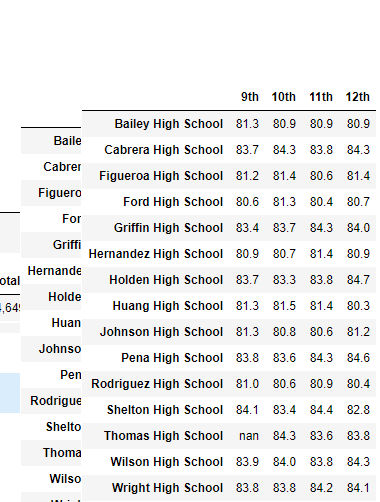 9th 10th 11th 12th
Bailey High School 81.3 80.9 80.9 80.9
Cabrera High School 83.7 84.3 83.8 84.3
Figueroa High School 81.2 81.4 80.6 81.4
Ford High School 80.6 81.3 80.4 80.7
Griffin High School 83.4 83.7 84.3 84.0
Hernandez High School 80.9 80.7 81.4 80.9
Holden High School 83.7 83.3 83.8 84.7
Huang High School 81.3 81.5 81.4 80.3
Johnson High School 81.3 80.8 80.6 81.2
Pena High School 83.8 83.6 84.3 84.6
Rodriguez High School 81.0 80.6 80.9 80.4
Shelton High School 84.1 83.4 84.4 82.8
Thomas High School nan 84.3 83.6 83.8
Wilson High School 83.9 84.0 83.8 84.3
Wright High School 83.8 83.8 84.2 84.1
Baile
Cabrer
Figuero
For
Griffi
Hernande
Holde
Huan
Johnso
Pen
Rodrigue
Shelto
Thoma
Wilso
otal